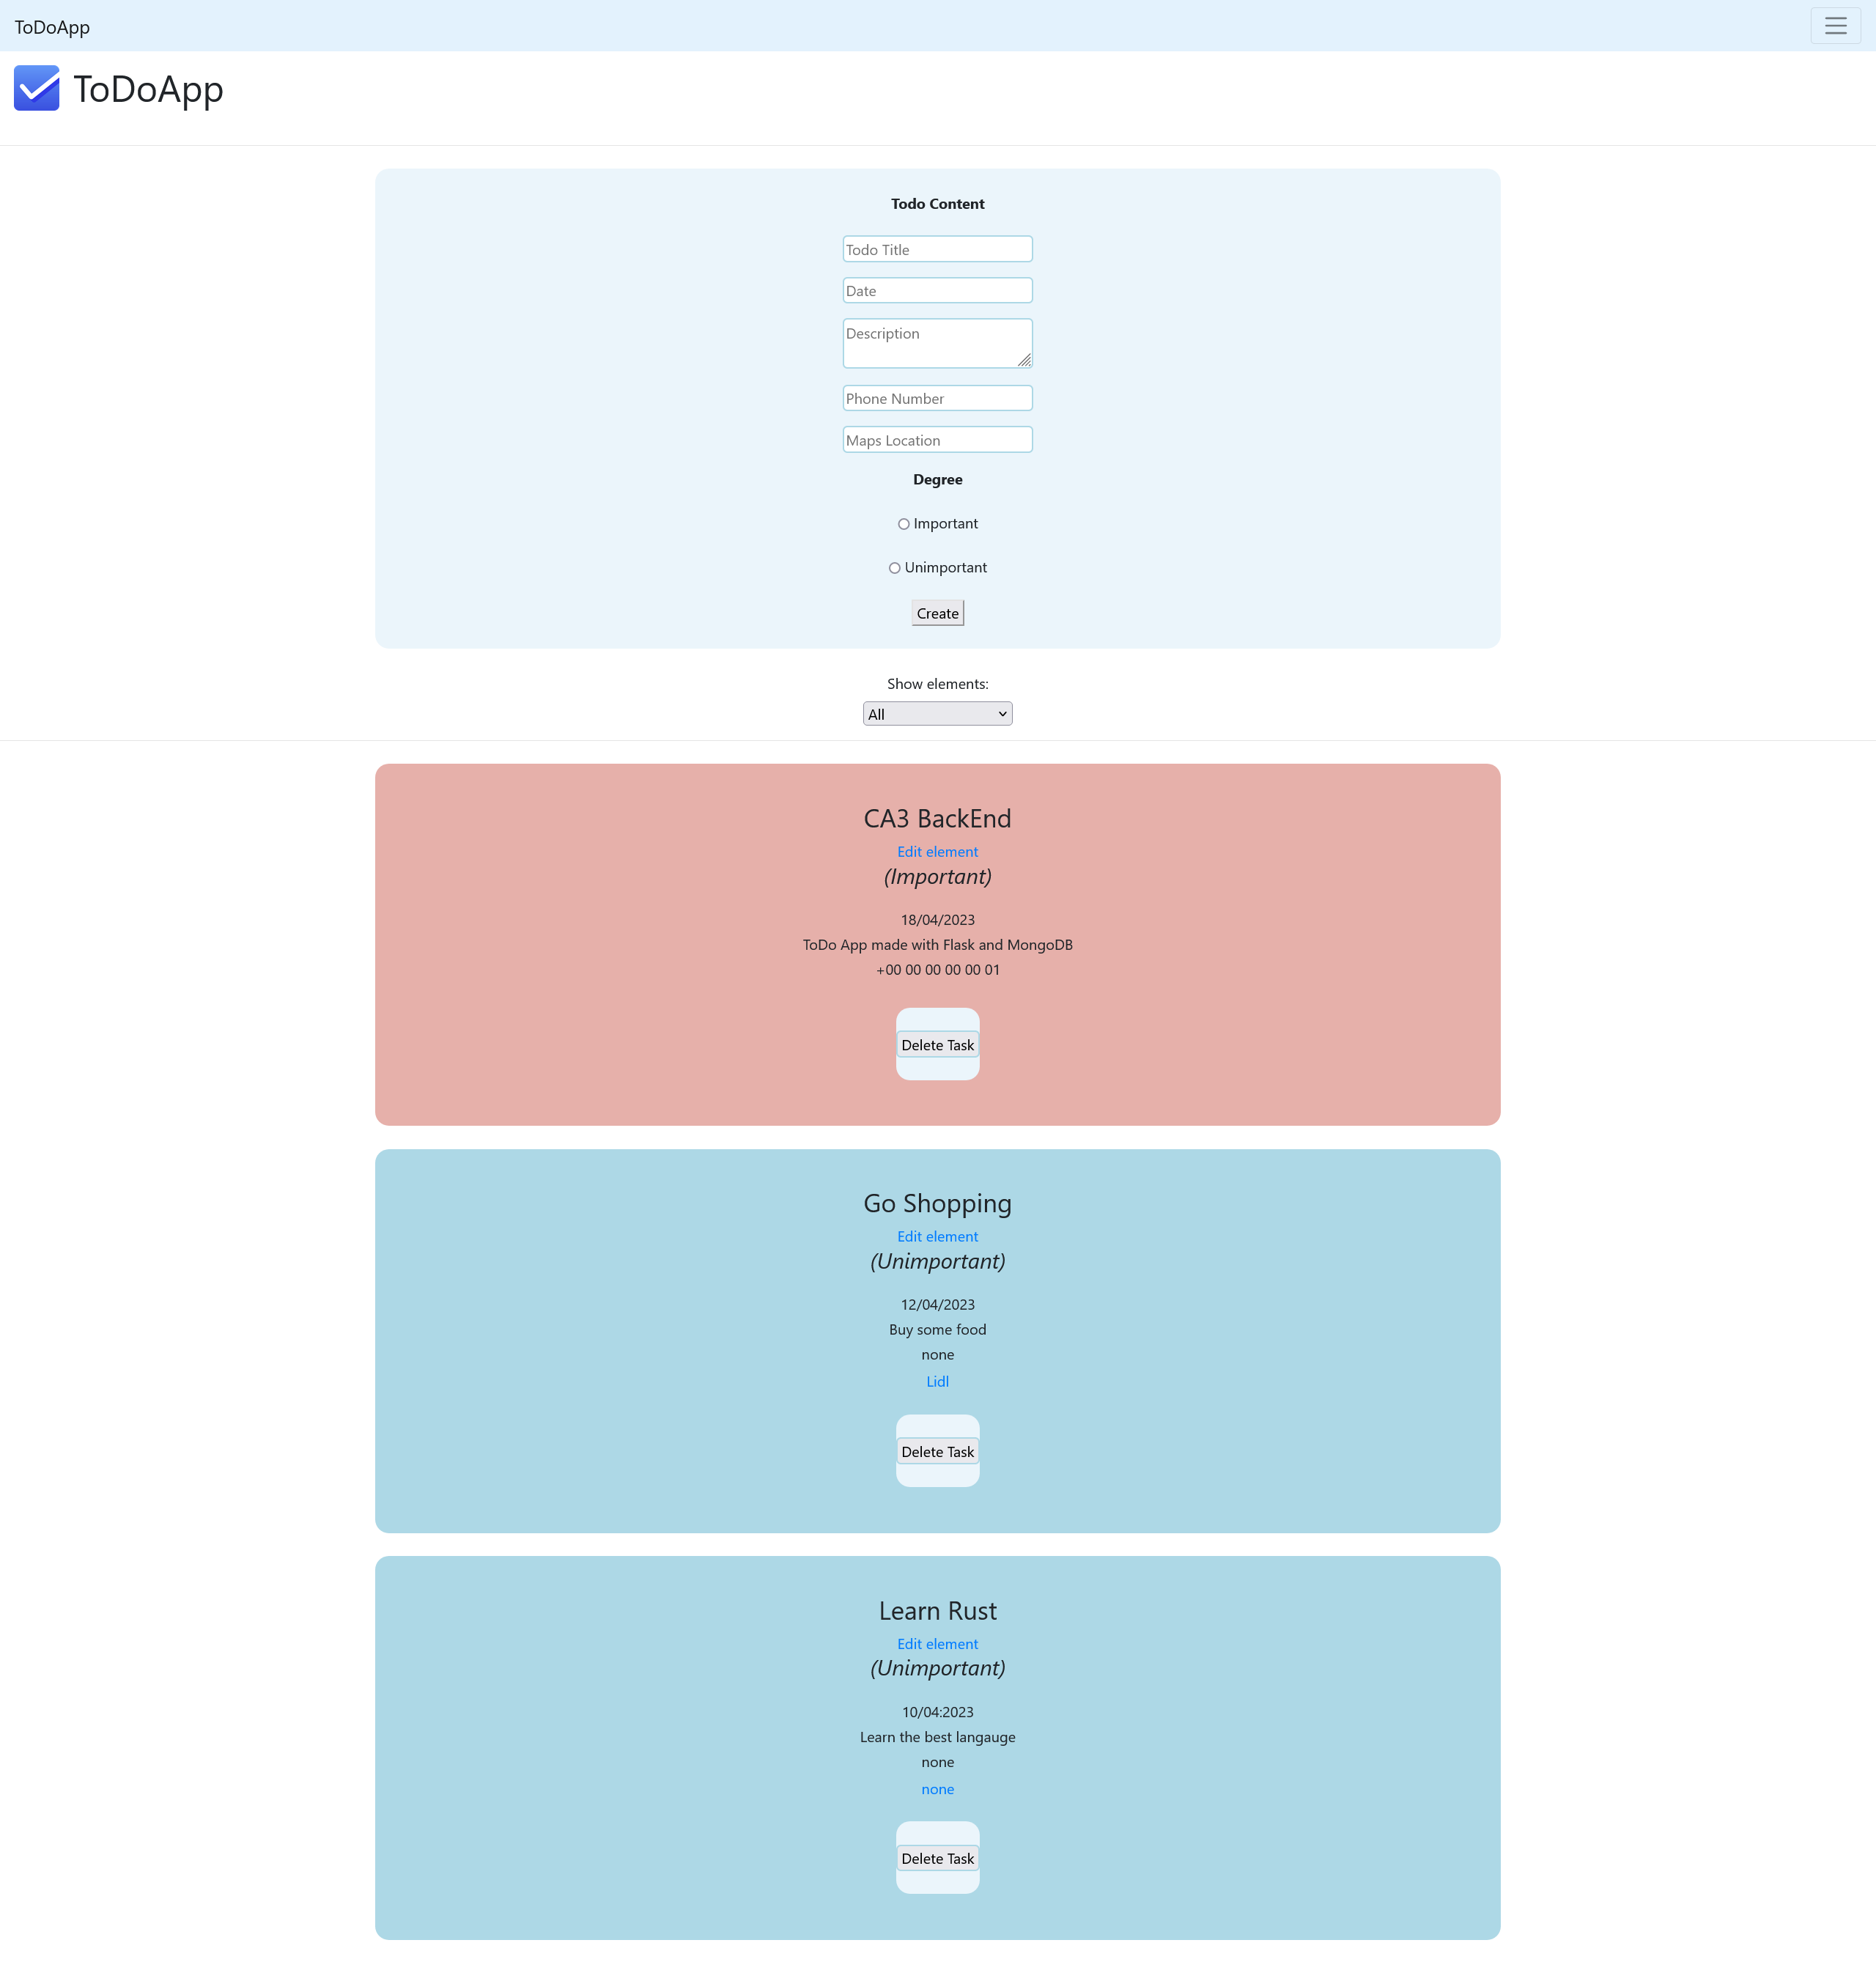 ToDoApp
ToDoApp
Todo Content
Todo Title
Date
Description
Phone Number
Maps Location
Degree
Important
Unimportant
Create
Show elements:
All
CA3 BackEnd
Edit element
(Important)
18/04/2023
ToDo App made with Flask and MongoDB
+00 00 00 00 00 01
Delete Task
Go Shopping
Edit element
(Unimportant)
12/04/2023
Buy some food
none
Lidl
Delete Task
Learn Rust
Edit element
(Unimportant)
10/04:2023
Learn the best langauge
none
none
Delete Task